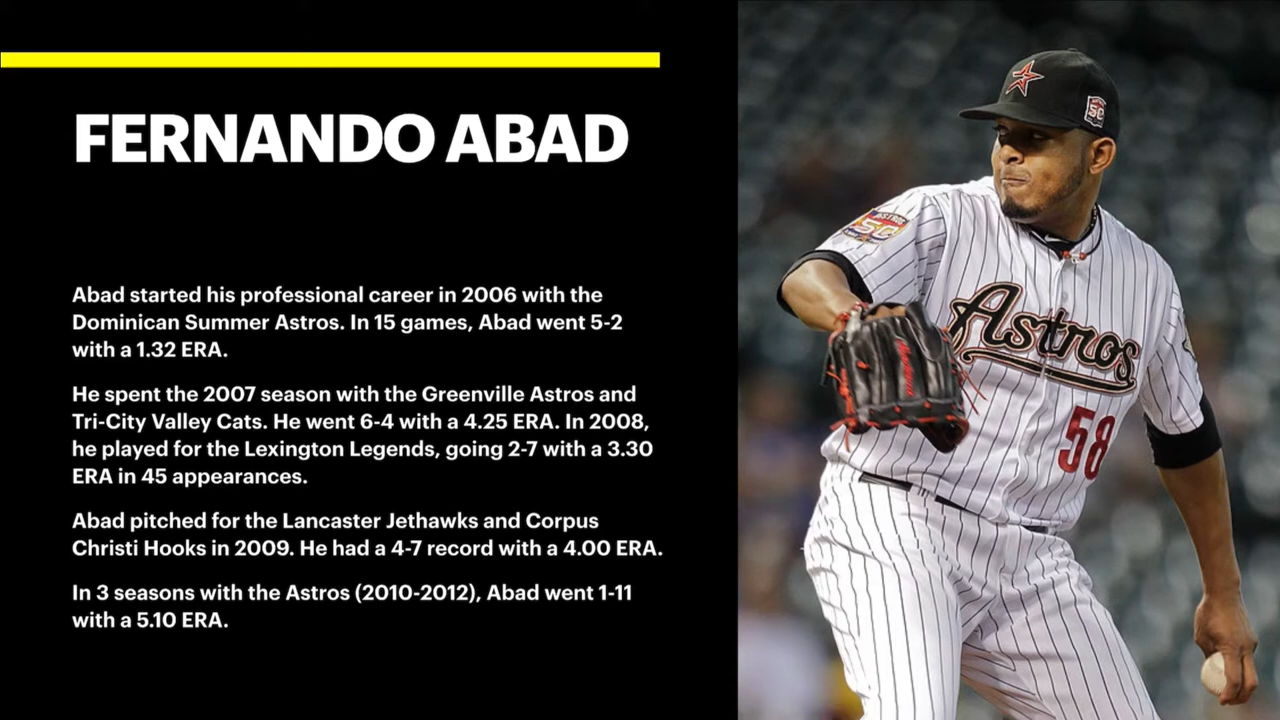 FERNANDO ABAD
Abad started his professional career in 2006 with the
Dominican Summer Astros. In 15 games, Abad went 5-2
with a 1.32 ERA.
He spent the 2007 season with the Greenville Astros and
Tri-City Valley Cats. He went 6-4 with a 4.25 ERA. In 2008,
he played for the Lexington Legends, going 2-7 with a 3.30
ERA in 45 appearances.
Abad pitched for the Lancaster Jethawks and Corpus
Christi Hooks in 2009. He had a 4-7 record with a 4.00 ERA.
In 3 seasons with the Astros (2010-2012), Abad went 1-11
with a 5.10 ERA.
50
ASTROS
50
Astros
58